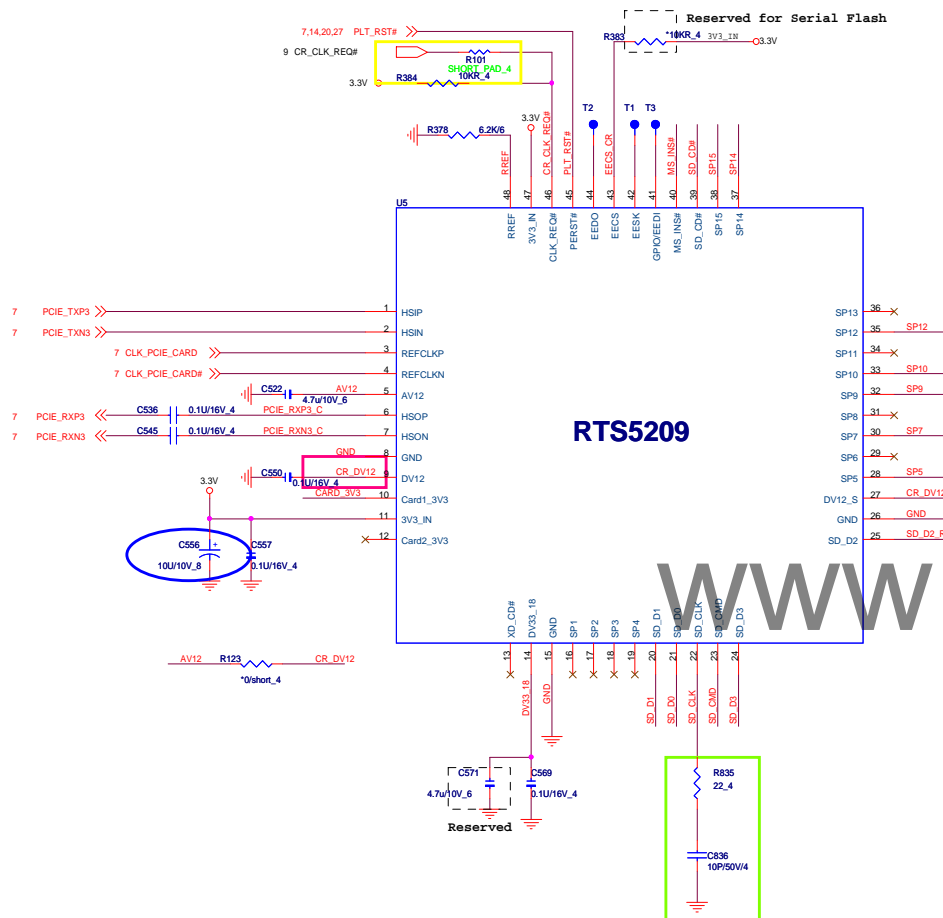 Reserved for Serial Flash
7,14,20,27 PLT_RST#
R383 *10KR_4 3V3_IN 3.3V
9 CR_CLK_REQ#
R101
SHORT_PAD_4
3.3V R384 10KR_4
T2 T1 T3
3.3V
R378 6.2K/6
RREF CR_CLK_REQ# PLT_RST# EECS_CR MS_INS# SD_CD# SP15 SP14
48 47 46 45 44 43 42 41 40 39 38 37
U5
RREF 3V3_IN CLK_REQ# PERST# EEDO EECS EESK GPIO/EEDI MS_INS# SD_CD# SP15 SP14
7 PCIE_TXP3 1 HSIP
7 PCIE_TXN3 2 HSIN
7 CLK_PCIE_CARD 3 REFCLKP
7 CLK_PCIE_CARD# 4 REFCLKN
C522 4.7u/10V_6 AV12 5 AV12
7 PCIE_RXP3 C536 0.1U/16V_4 PCIE_RXP3_C 6 HSOP
7 PCIE_RXN3 C545 0.1U/16V_4 PCIE_RXN3_C 7 HSON
GND 8 GND
C550 0.1U/16V_4 CR_DV12 9 DV12
CARD_3V3 10 Card1_3V3
3.3V 11 3V3_IN
12 Card2_3V3
C556 + 10U/10V_8
C557 0.1U/16V_4
RTS5209
SP13 36
SP12 35 SP12
SP11 34
SP10 33 SP10
SP9 32 SP9
SP8 31
SP7 30 SP7
SP6 29
SP5 28 SP5
DV12_S 27 CR_DV12
GND 26 GND
SD_D2 25 SD_D2_R
www
XD_CD# DV33_18 GND SP1 SP2 SP3 SP4 SD_D1 SD_D0 SD_CLK SD_CMD SD_D3
13 14 15 16 17 18 19 20 21 22 23 24
DV33_18 GND SD_D1 SD_D0 SD_CLK SD_CMD SD_D3
AV12 R123 CR_DV12
*0/short_4
C571 4.7u/10V_6
C569 0.1U/16V_4
Reserved
R835
22_4
C836
10P/50V/4